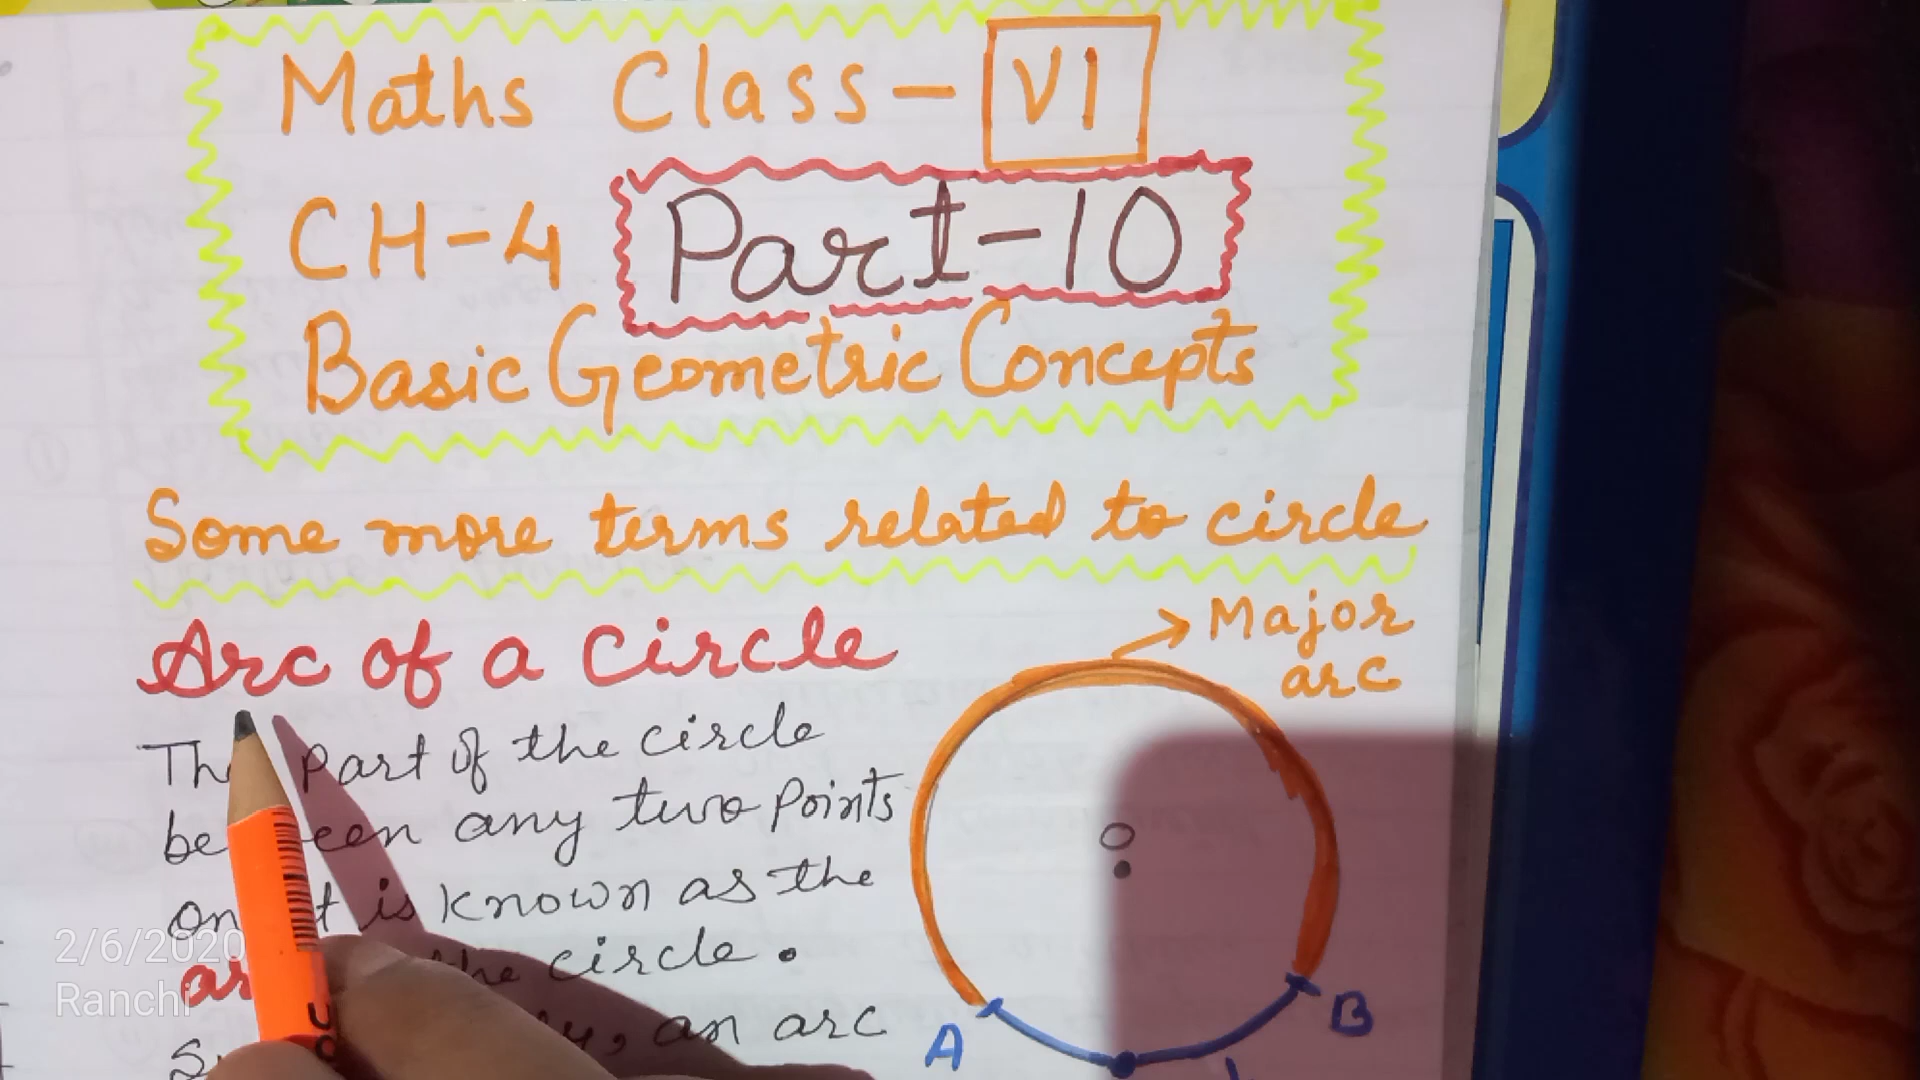 Maths Class - VI
CH-4 Part-10
Basic Geometric Concepts
Some more terms related to circle
Arc of a circle
Major
arc
part of the circle
any two points
is known as the
circle.
an arc
O
A
B
2/6/2020
Ranchi